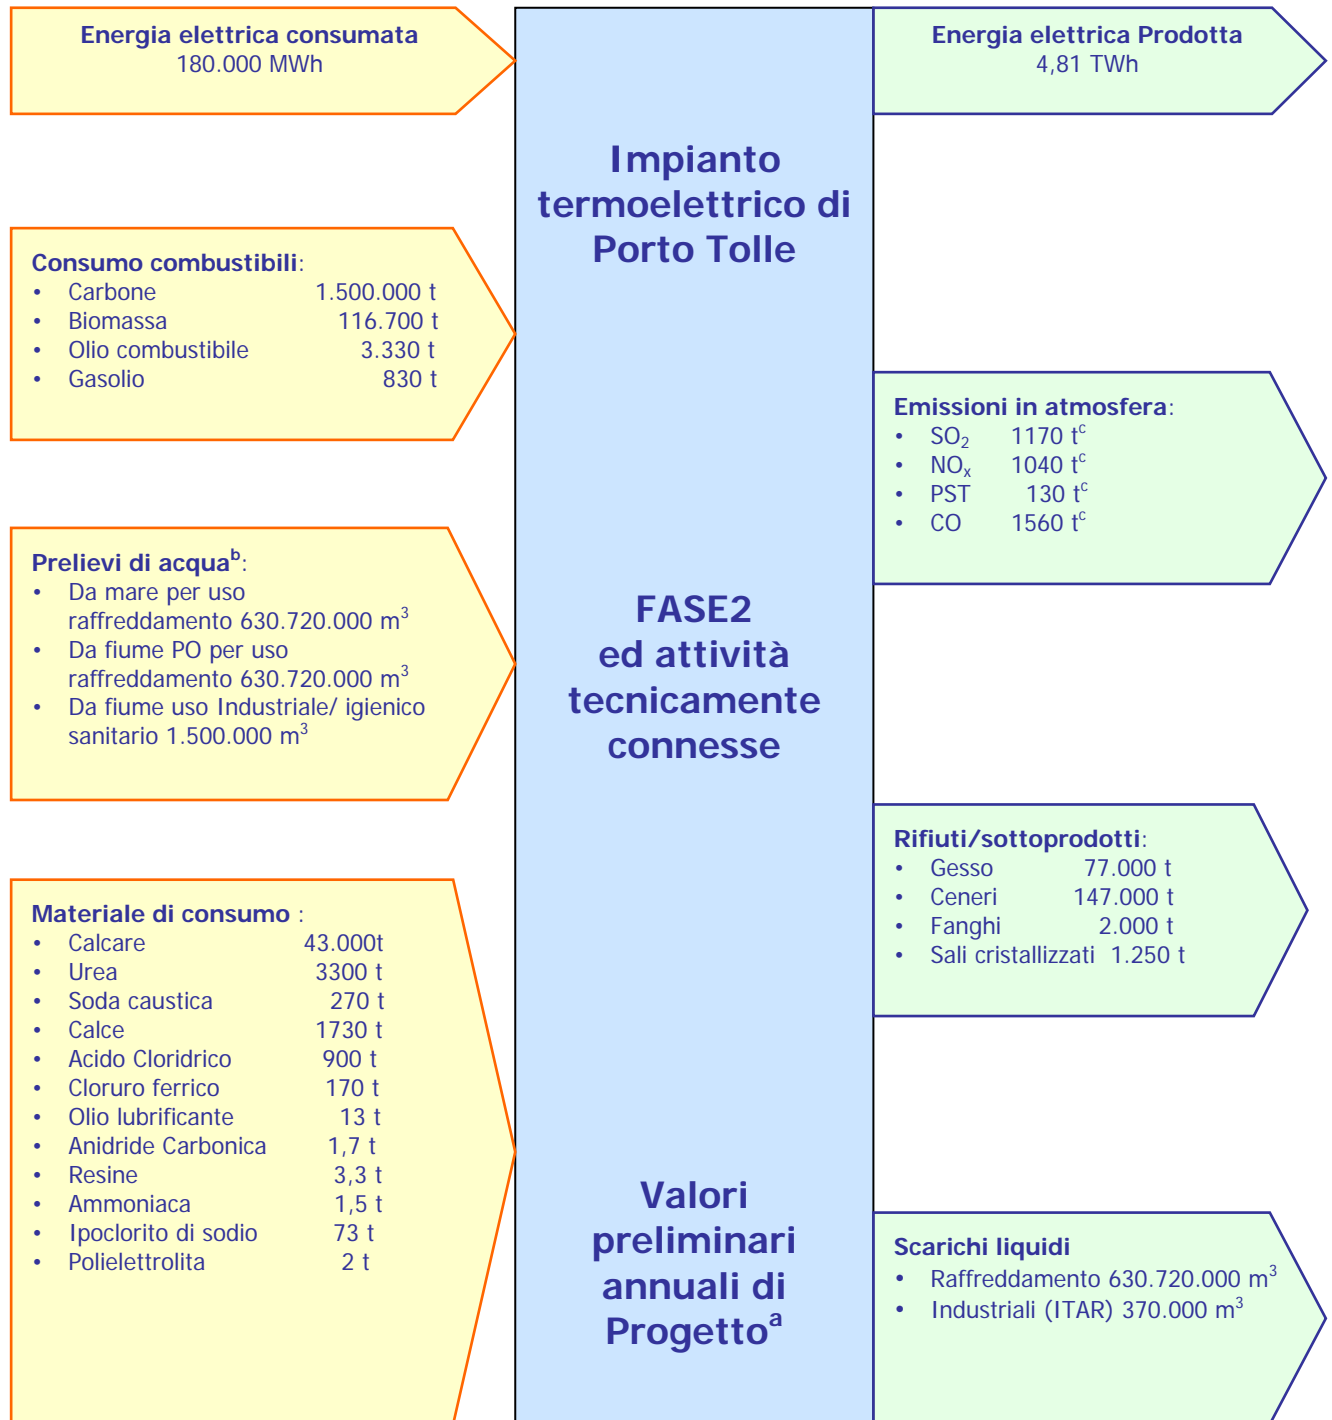 Energia elettrica consumata
180.000 MWh
Consumo combustibili:
• Carbone 1.500.000 t
• Biomassa 116.700 t
• Olio combustibile 3.330 t
• Gasolio 830 t
Prelievi di acquaᵇ:
• Da mare per uso
raffreddamento 630.720.000 m³
• Da fiume PO per uso
raffreddamento 630.720.000 m³
• Da fiume uso Industriale/ igienico
sanitario 1.500.000 m³
Materiale di consumo :
• Calcare 43.000t
• Urea 3300 t
• Soda caustica 270 t
• Calce 1730 t
• Acido Cloridrico 900 t
• Cloruro ferrico 170 t
• Olio lubrificante 13 t
• Anidride Carbonica 1,7 t
• Resine 3,3 t
• Ammoniaca 1,5 t
• Ipoclorito di sodio 73 t
• Polielettrolita 2 t
Impianto
termoelettrico di
Porto Tolle
FASE2
ed attività
tecnicamente
connesse
Valori
preliminari
annuali di
Progettoᵃ
Energia elettrica Prodotta
4,81 TWh
Emissioni in atmosfera:
• SO₂ 1170 tᶜ
• NOₓ 1040 tᶜ
• PST 130 tᶜ
• CO 1560 tᶜ
Rifiuti/sottoprodotti:
• Gesso 77.000 t
• Ceneri 147.000 t
• Fanghi 2.000 t
• Sali cristallizzati 1.250 t
Scarichi liquidi
• Raffreddamento 630.720.000 m³
• Industriali (ITAR) 370.000 m³